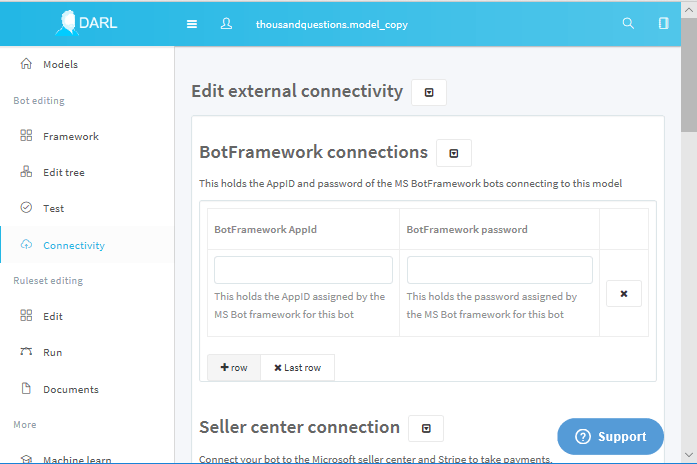 DARL
thousandquestions.model_copy
Models
Bot editing
Framework
Edit tree
Test
Connectivity
Ruleset editing
Edit
Run
Documents
More
Machine learn
Edit external connectivity
BotFramework connections
This holds the AppID and password of the MS BotFramework bots connecting to this model
BotFramework AppId
BotFramework password
This holds the AppID assigned by the
MS Bot framework for this bot
This holds the password assigned by
the MS Bot framework for this bot
+ row
× Last row
Seller center connection
Connect your bot to the Microsoft seller center and Stripe to take payments.
Support